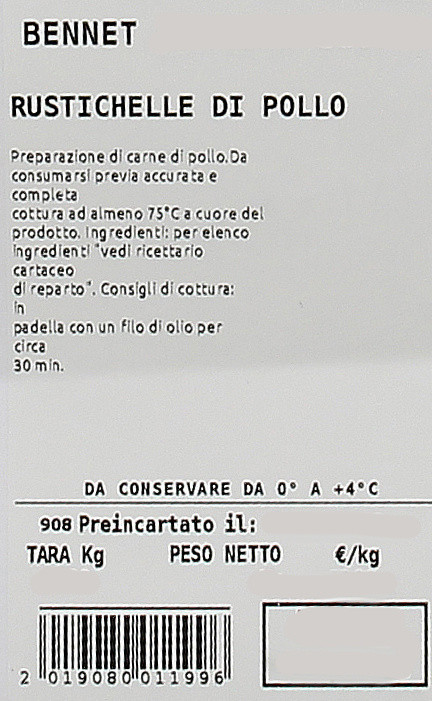 BENNET
RUSTICHELLE DI POLLO
Preparazione di carne di pollo.Da
consumarsi previa accurata e
completa
cottura ad almeno 75°C a cuore del
prodotto. Ingredienti: per elenco
ingredienti "vedi ricettario
cartaceo
di reparto". Consigli di cottura:
in
padella con un filo di olio per
circa
30 min.
DA CONSERVARE DA 0° A +4°C
908 Preincartato il:
TARA Kg PESO NETTO €/kg
2 019080 011996